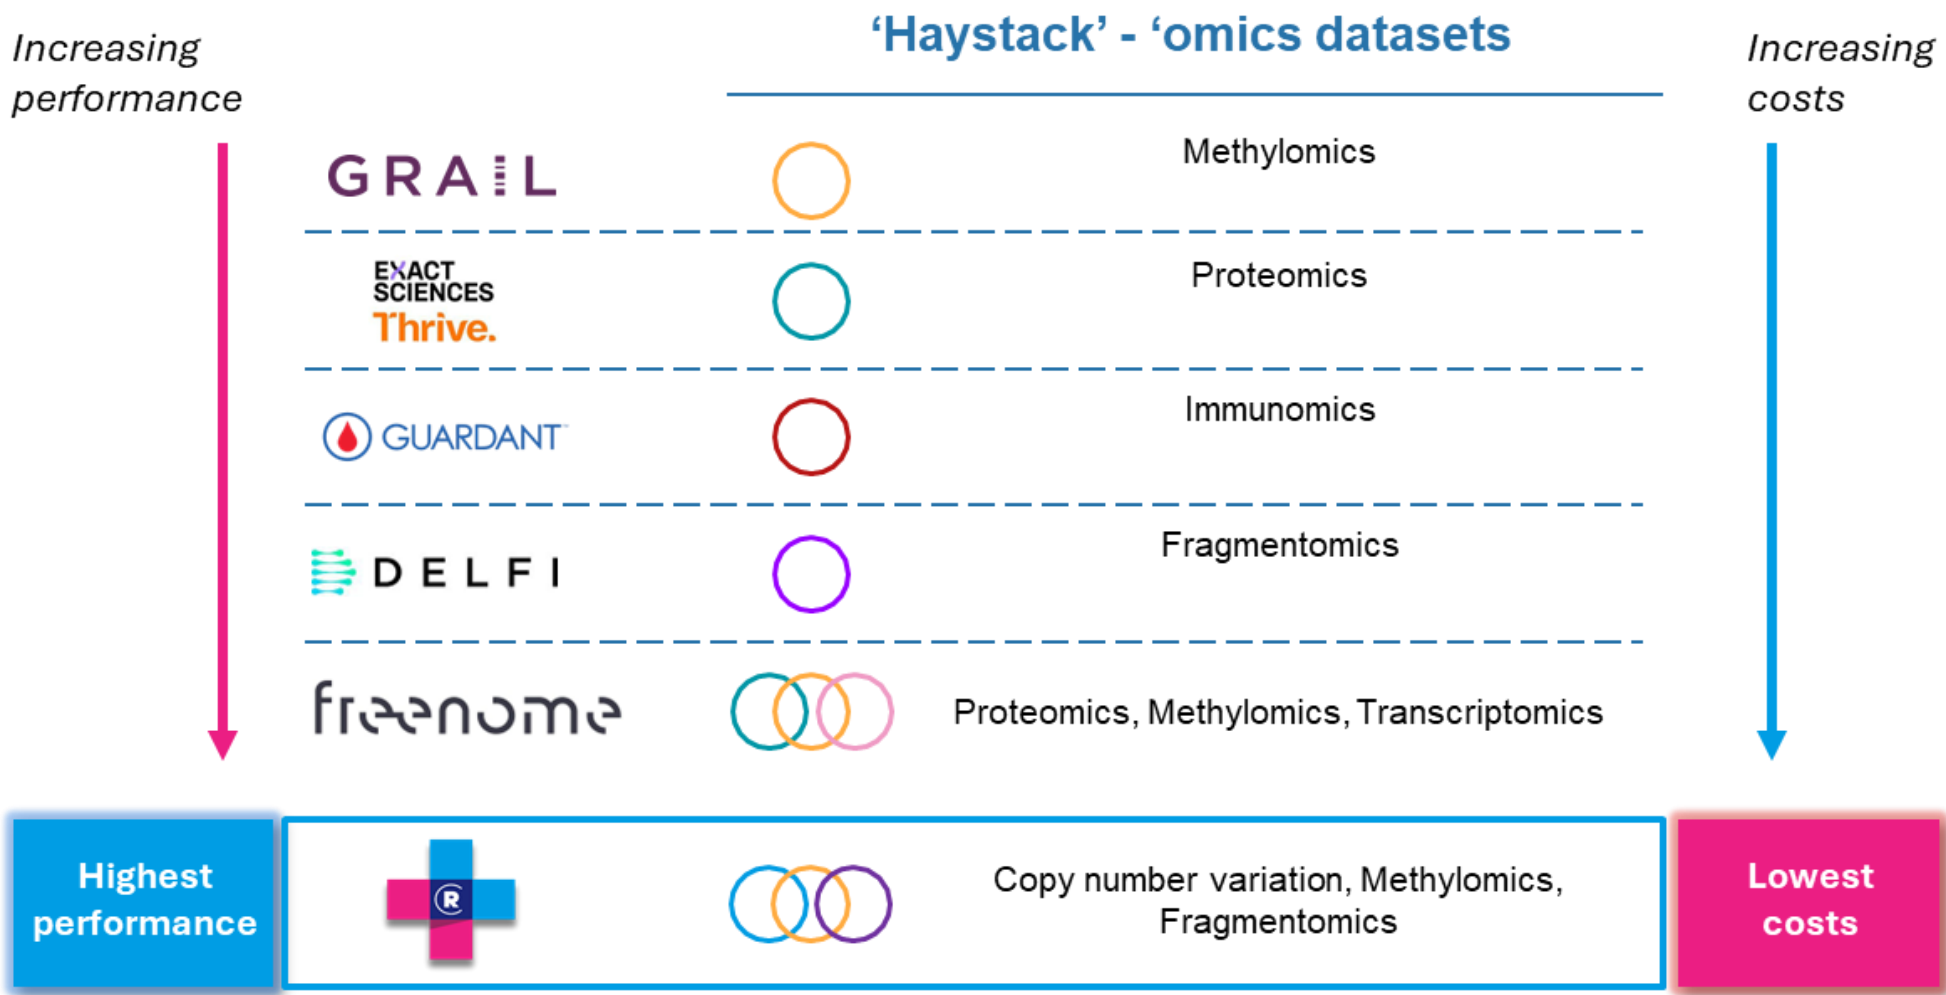 Increasing
performance
‘Haystack’ - ‘omics datasets
Increasing
costs
GRAIL
Methylomics
EXACT
SCIENCES
Thrive.
Proteomics
GUARDANT
Immunomics
DELFI
Fragmentomics
freenome
Proteomics, Methylomics, Transcriptomics
Highest
performance
R
Copy number variation, Methylomics,
Fragmentomics
Lowest
costs